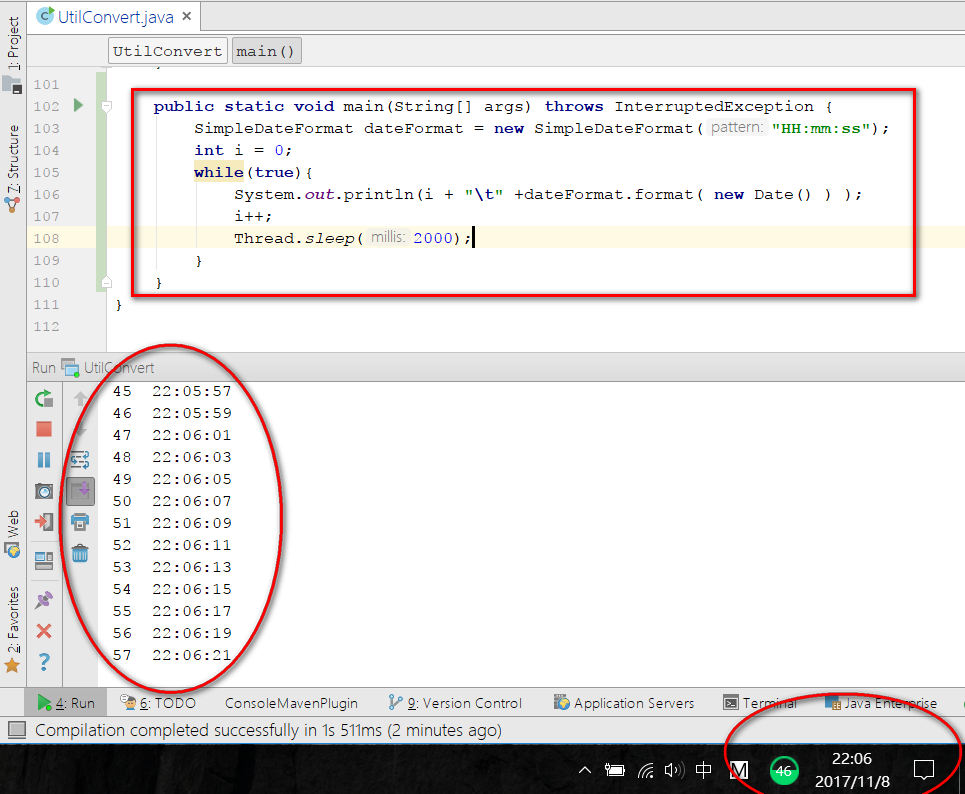 UtilConvert.java
1: Project
7: Structure
Web
2: Favorites
UtilConvert
main()
101
102 public static void main(String[] args) throws InterruptedException {
103 SimpleDateFormat dateFormat = new SimpleDateFormat( pattern: "HH:mm:ss");
104 int i = 0;
105 while(true){
106 System.out.println(i + "\t" +dateFormat.format( new Date() ) );
107 i++;
108 Thread.sleep( millis: 2000);
109 }
110 }
111 }
112
Run UtilConvert
45 22:05:57
46 22:05:59
47 22:06:01
48 22:06:03
49 22:06:05
50 22:06:07
51 22:06:09
52 22:06:11
53 22:06:13
54 22:06:15
55 22:06:17
56 22:06:19
57 22:06:21
4: Run 6: TODO ConsoleMavenPlugin 9: Version Control Application Servers Terminal Java Enterprise
Compilation completed successfully in 1s 511ms (2 minutes ago)
中 M 46 22:06
2017/11/8